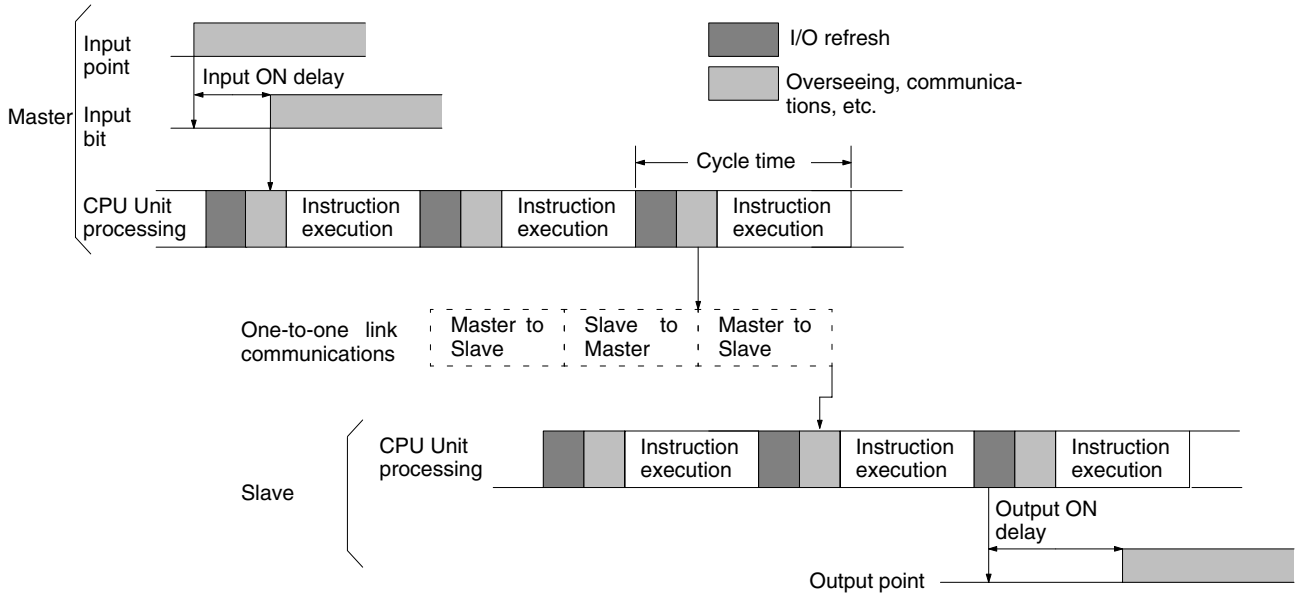 Input
point
Input ON delay
Master
Input
bit
I/O refresh
Overseeing, communica-
tions, etc.
Cycle time
CPU Unit
processing
Instruction
execution
Instruction
execution
Instruction
execution
One-to-one link
communications
Master to
Slave
Slave to
Master
Master to
Slave
Slave
CPU Unit
processing
Instruction
execution
Instruction
execution
Instruction
execution
Output ON
delay
Output point